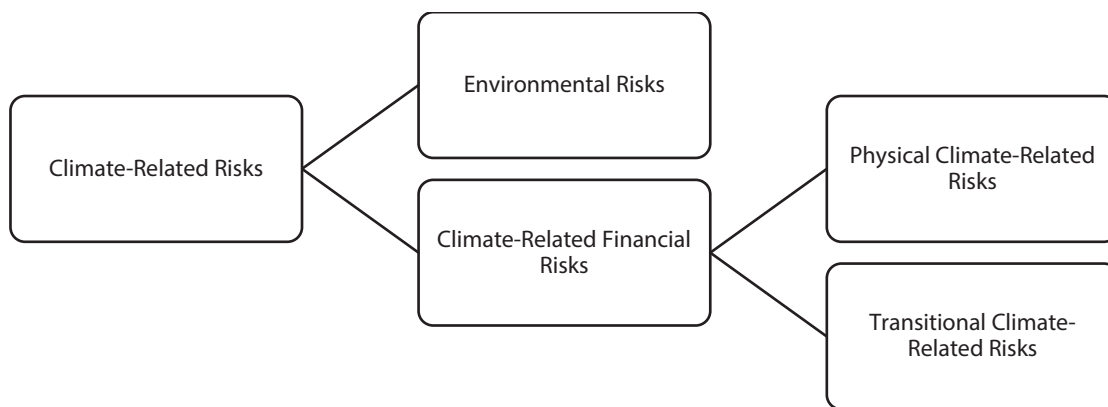 Climate-Related Risks
Environmental Risks
Climate-Related Financial
Risks
Physical Climate-Related
Risks
Transitional Climate-
Related Risks